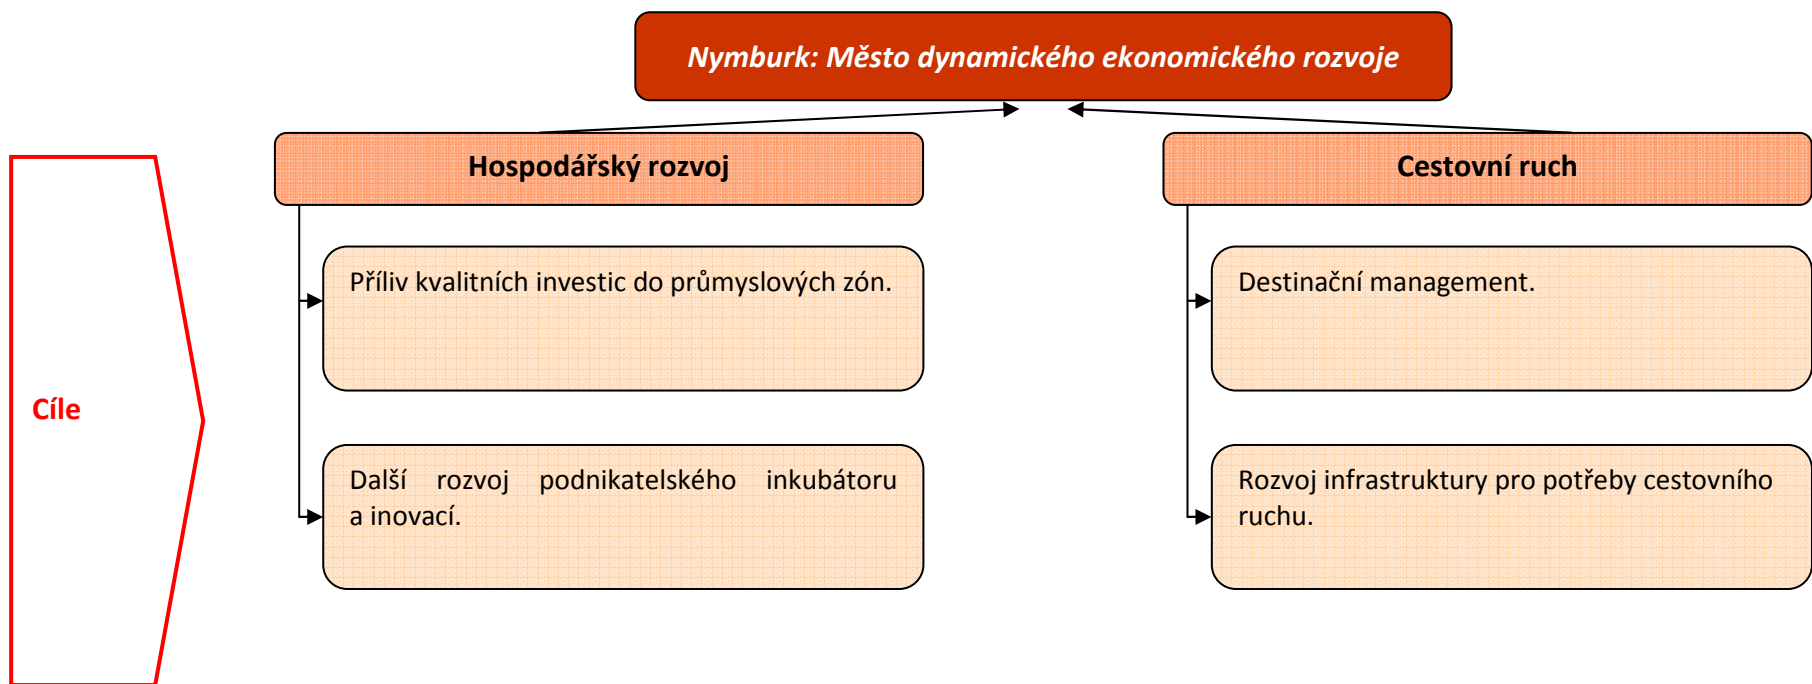 Nymburk: Město dynamického ekonomického rozvoje
Hospodářský rozvoj
Cestovní ruch
Cíle
Příliv kvalitních investic do průmyslových zón.
Další rozvoj podnikatelského inkubátoru
a inovací.
Destinační management.
Rozvoj infrastruktury pro potřeby cestovního
ruchu.